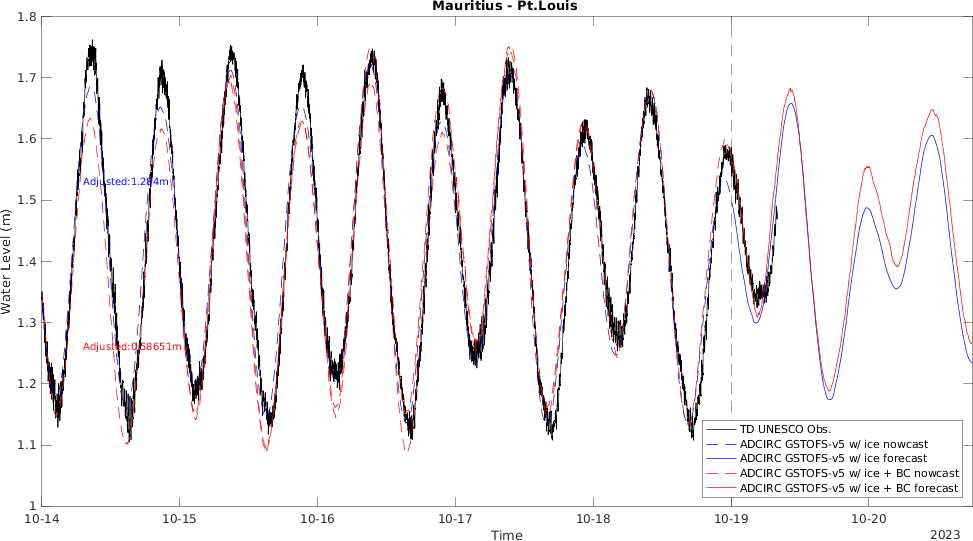 Mauritius - Pt.Louis
1.8
1.7
1.6
1.5
1.4
1.3
1.2
1.1
1
Water Level (m)
Adjusted:1.284m
Adjusted:0.58651m
TD UNESCO Obs.
ADCIRC GSTOFS-v5 w/ ice nowcast
ADCIRC GSTOFS-v5 w/ ice forecast
ADCIRC GSTOFS-v5 w/ ice + BC nowcast
ADCIRC GSTOFS-v5 w/ ice + BC forecast
10-14 10-15 10-16 10-17 10-18 10-19 10-20
Time
2023